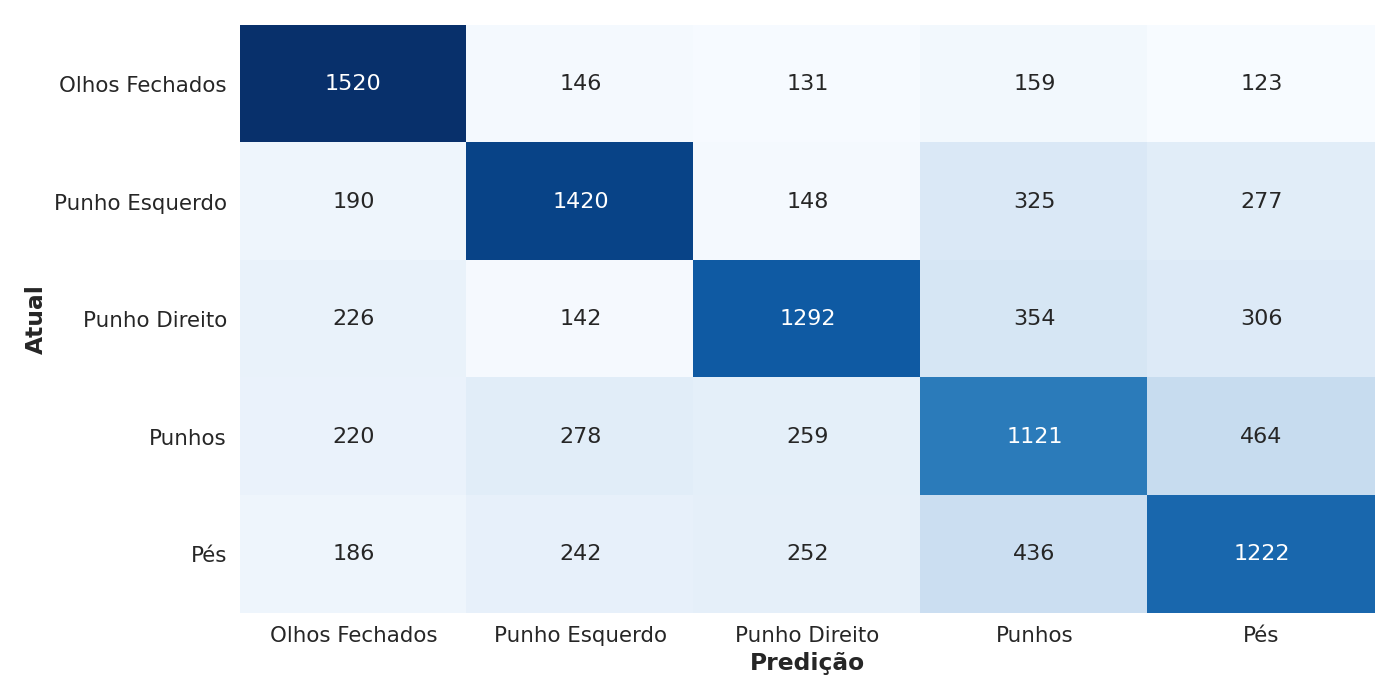 Atual
Olhos Fechados 1520 146 131 159 123
Punho Esquerdo 190 1420 148 325 277
Punho Direito 226 142 1292 354 306
Punhos 220 278 259 1121 464
Pés 186 242 252 436 1222
Olhos Fechados Punho Esquerdo Punho Direito Punhos Pés
Predição